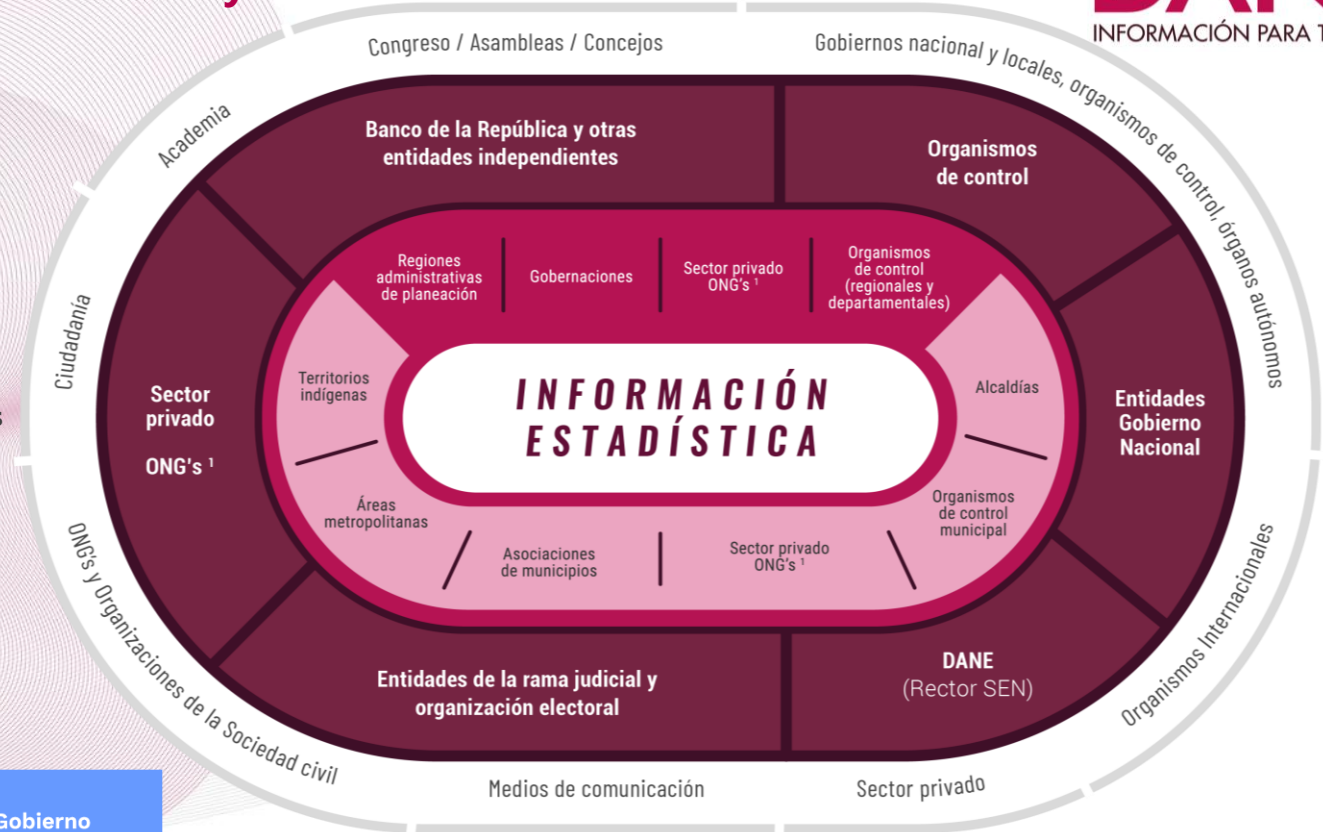 INFORMACIÓN PARA T
Congreso / Asambleas / Concejos
Gobiernos nacional y locales, organismos de control, órganos autónomos
Academia
Banco de la República y otras
entidades independientes
Organismos
de control
Regiones
administrativas
de planeación
Gobernaciones
Sector privado
ONG's ¹
Organismos
de control
(regionales y
departamentales)
Ciudadanía
Sector
privado
ONG's ¹
Territorios
indígenas
INFORMACIÓN
ESTADÍSTICA
Alcaldías
Entidades
Gobierno
Nacional
Áreas
metropolitanas
Asociaciones
de municipios
Sector privado
ONG's ¹
Organismos
de control
municipal
ONG's y Organizaciones de la Sociedad civil
Entidades de la rama judicial y
organización electoral
DANE
(Rector SEN)
Organismos Internacionales
Medios de comunicación
Sector privado
Gobierno